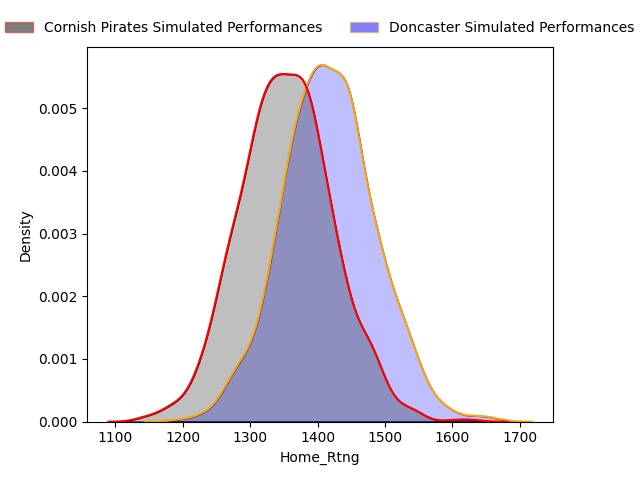 Cornish Pirates Simulated Performances Doncaster Simulated Performances
0.005
0.004
0.003
0.002
0.001
0.000
Density
1100 1200 1300 1400 1500 1600 1700
Home_Rtng